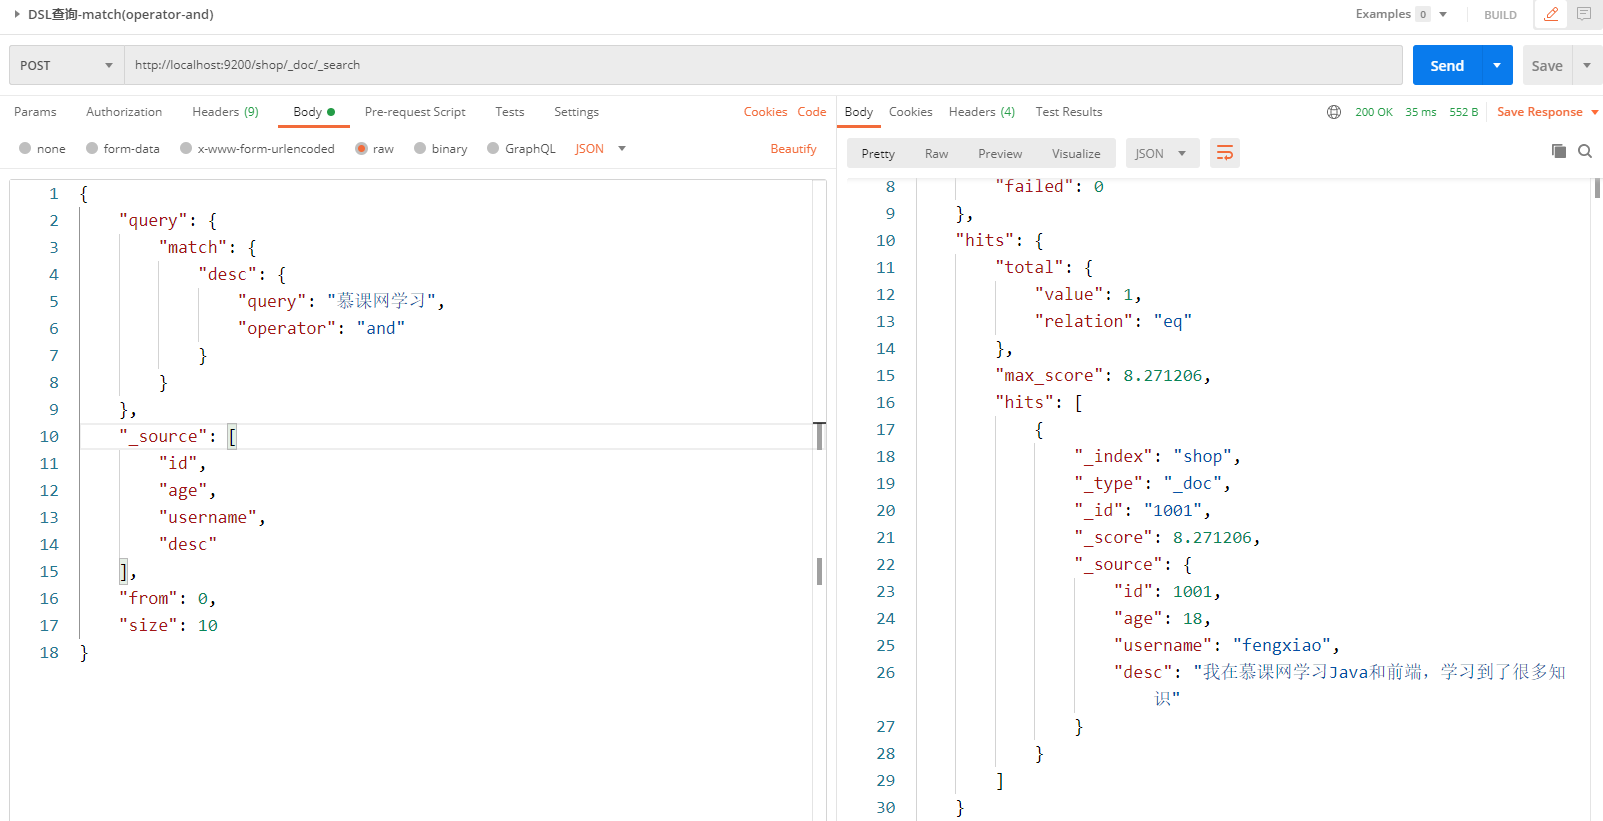 DSL查询-match(operator-and)
Examples 0
BUILD
POST
http://localhost:9200/shop/_doc/_search
Send
Save
Params Authorization Headers (9) Body Pre-request Script Tests Settings Cookies Code
none form-data x-www-form-urlencoded raw binary GraphQL JSON Beautify
1 {
2 "query": {
3 "match": {
4 "desc": {
5 "query": "慕课网学习",
6 "operator": "and"
7 }
8 }
9 },
10 "_source": [
11 "id",
12 "age",
13 "username",
14 "desc"
15 ],
16 "from": 0,
17 "size": 10
18 }
Body Cookies Headers (4) Test Results 200 OK 35 ms 552 B Save Response
Pretty Raw Preview Visualize JSON
8 "failed": 0
9 },
10 "hits": {
11 "total": {
12 "value": 1,
13 "relation": "eq"
14 },
15 "max_score": 8.271206,
16 "hits": [
17 {
18 "_index": "shop",
19 "_type": "_doc",
20 "_id": "1001",
21 "_score": 8.271206,
22 "_source": {
23 "id": 1001,
24 "age": 18,
25 "username": "fengxiao",
26 "desc": "我在慕课网学习Java和前端，学习到了很多知
识"
27 }
28 }
29 ]
30 }